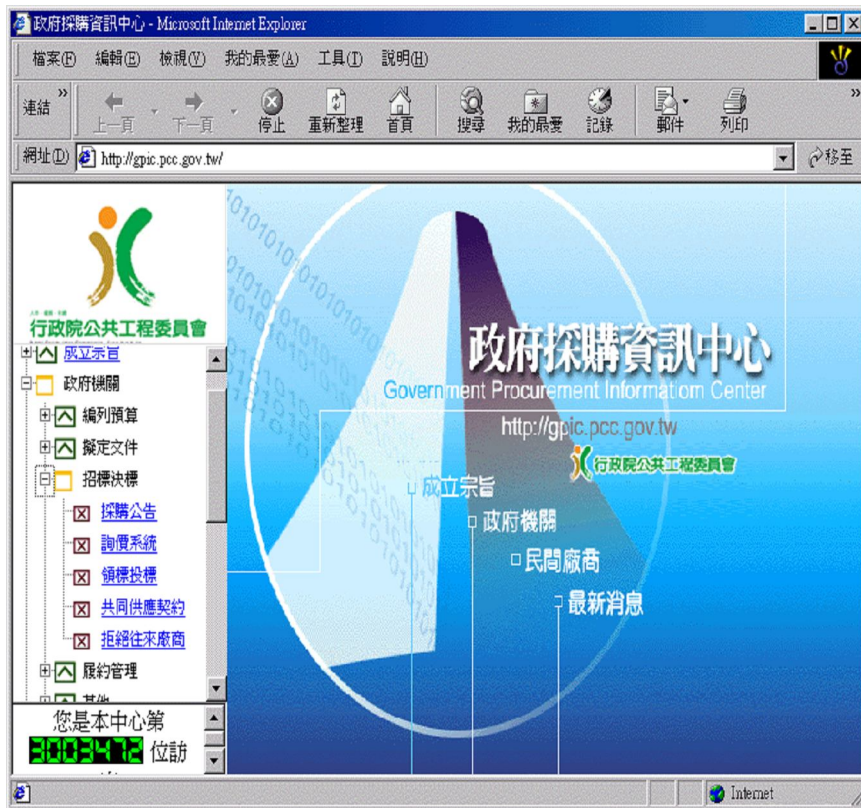 政府採購資訊中心 - Microsoft Internet Explorer
檔案(F) 編輯(E) 檢視(V) 我的最愛(A) 工具(T) 說明(H)
連結 » 上一頁 下一頁 停止 重新整理 首頁 搜尋 我的最愛 記錄 郵件 列印 »
網址(D) http://gpic.pcc.gov.tw/ 移至
行政院公共工程委員會
成立宗旨
政府機關
編列預算
擬定文件
招標決標
採購公告
詢價系統
領標投標
共同供應契約
拒絕往來廠商
履約管理
其他
您是本中心第
3003472 位訪
政府採購資訊中心
Government Procurement Information Center
http://gpic.pcc.gov.tw
行政院公共工程委員會
成立宗旨
政府機關
民間廠商
最新消息
Internet